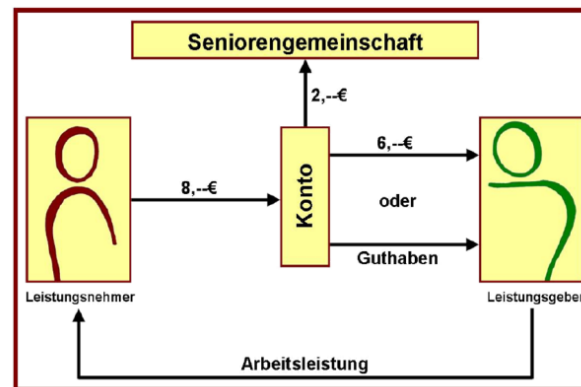 Seniorengemeinschaft
2,--€
8,--€
Konto
6,--€
oder
Guthaben
Leistungsnehmer
Leistungsgeber
Arbeitsleistung